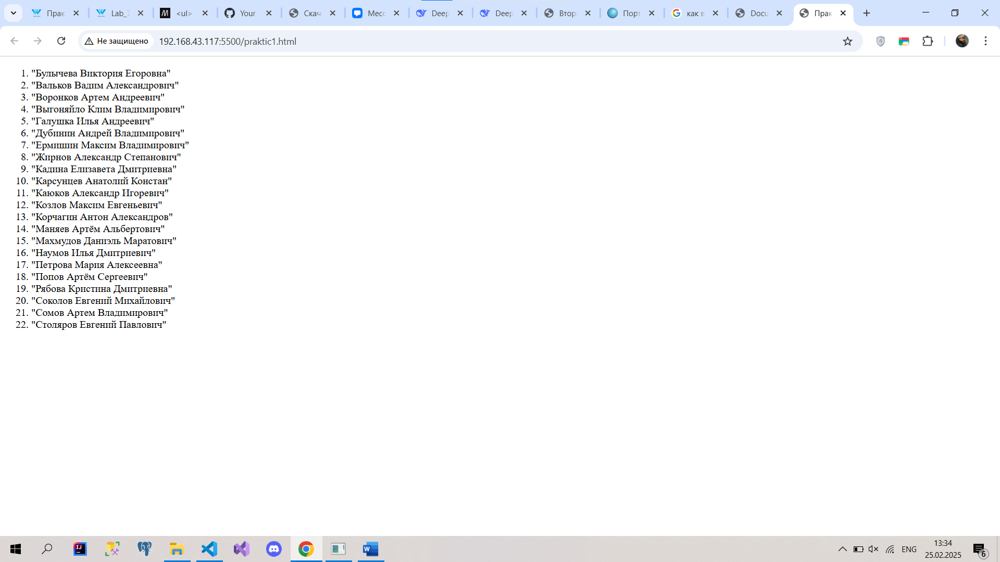 Прак
Lab_7
<ul>
Your
Скач
Месс
Deep
Deep
Втор
Порт
как в
Docu
Прак
Не защищено
192.168.43.117:5500/praktic1.html
1. "Булычева Виктория Егоровна"
2. "Вальков Вадим Александрович"
3. "Воронков Артем Андреевич"
4. "Выгоняйло Клим Владимирович"
5. "Галушка Илья Андреевич"
6. "Дубинин Андрей Владимирович"
7. "Ермишин Максим Владимирович"
8. "Жирнов Александр Степанович"
9. "Кадина Елизавета Дмитриевна"
10. "Карсунцев Анатолий Констан"
11. "Каюков Александр Игоревич"
12. "Козлов Максим Евгеньевич"
13. "Корчагин Антон Александров"
14. "Маняев Артём Альбертович"
15. "Махмудов Даниэль Маратович"
16. "Наумов Илья Дмитриевич"
17. "Петрова Мария Алексеевна"
18. "Попов Артём Сергеевич"
19. "Рябова Кристина Дмитриевна"
20. "Соколов Евгений Михайлович"
21. "Сомов Артем Владимирович"
22. "Столяров Евгений Павлович"
ENG
13:34
25.02.2025
6